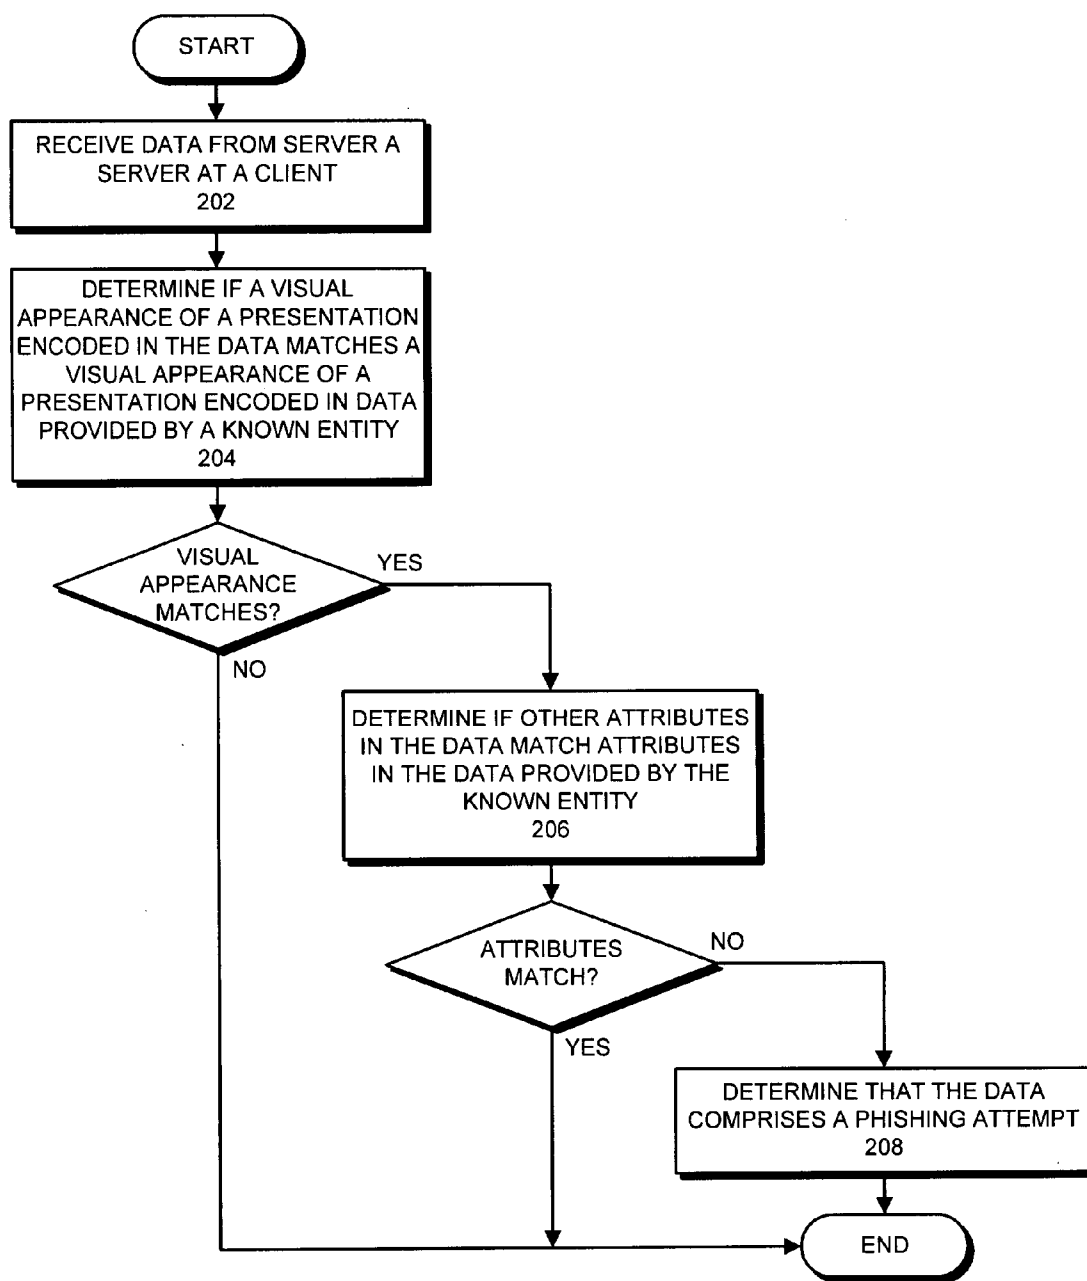 START
RECEIVE DATA FROM SERVER A
SERVER AT A CLIENT
202
DETERMINE IF A VISUAL
APPEARANCE OF A PRESENTATION
ENCODED IN THE DATA MATCHES A
VISUAL APPEARANCE OF A
PRESENTATION ENCODED IN DATA
PROVIDED BY A KNOWN ENTITY
204
VISUAL
APPEARANCE
MATCHES?
YES
NO
DETERMINE IF OTHER ATTRIBUTES
IN THE DATA MATCH ATTRIBUTES
IN THE DATA PROVIDED BY THE
KNOWN ENTITY
206
ATTRIBUTES
MATCH?
NO
YES
DETERMINE THAT THE DATA
COMPRISES A PHISHING ATTEMPT
208
END